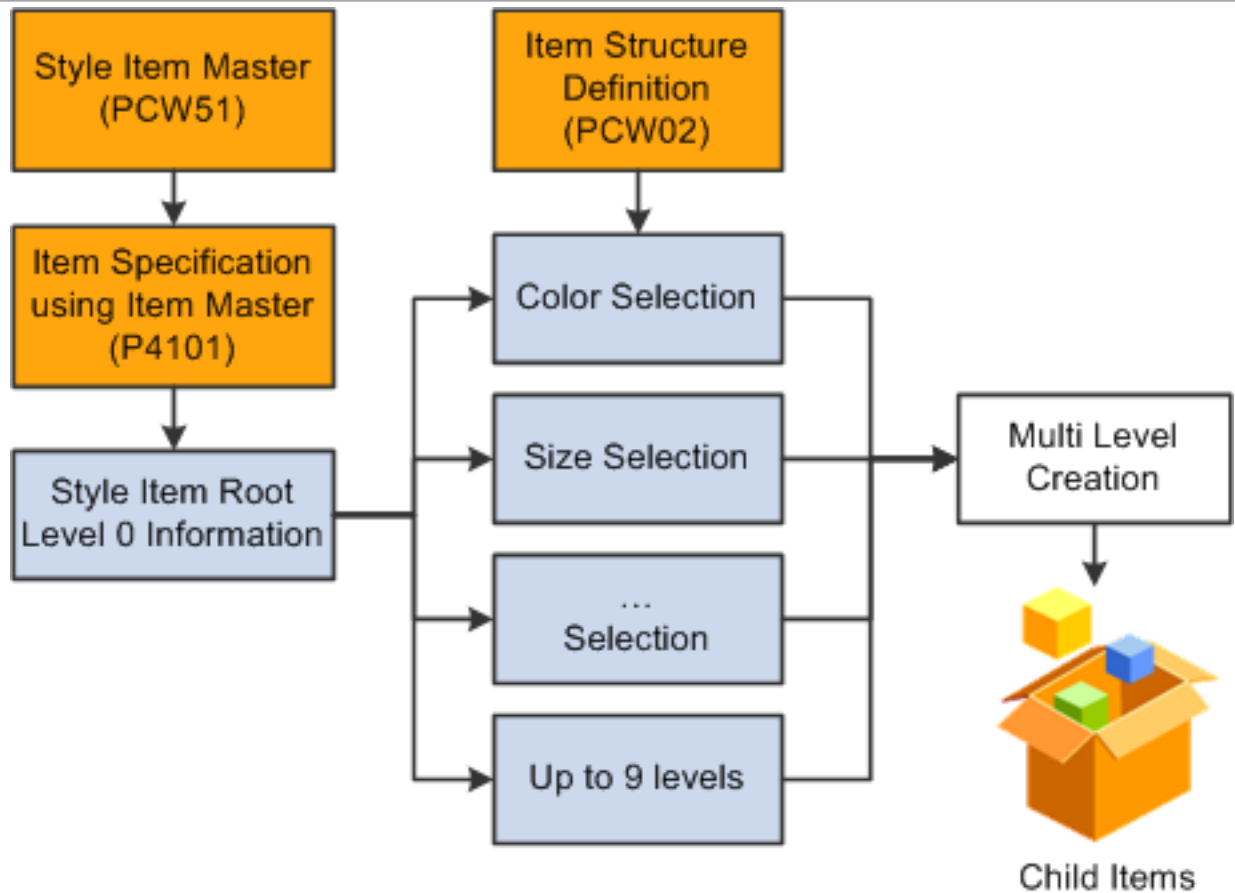 Style Item Master
(PCW51)
Item Structure
Definition
(PCW02)
Item Specification
using Item Master
(P4101)
Color Selection
Style Item Root
Level 0 Information
Size Selection
Multi Level
Creation
...
Selection
Up to 9 levels
Child Items